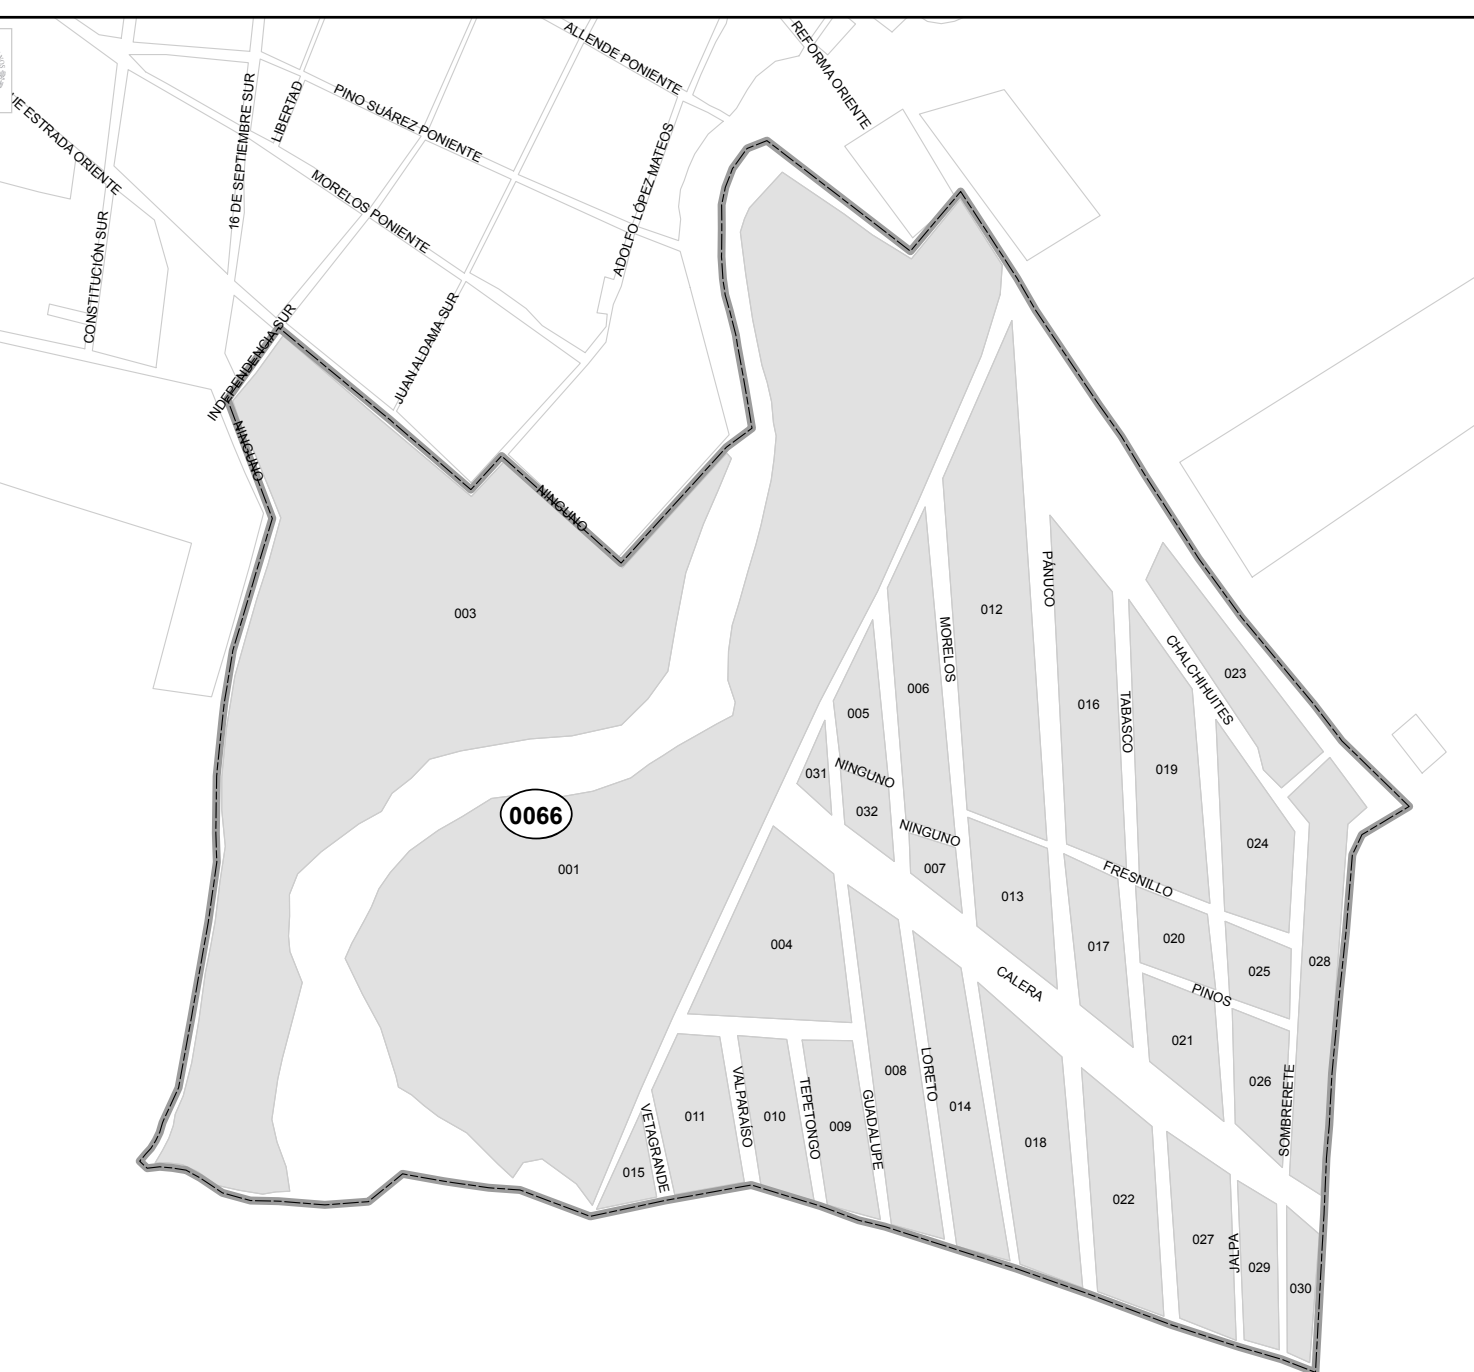 ALLENDE PONIENTE
REFORMA ORIENTE
UE ESTRADA ORIENTE
16 DE SEPTIEMBRE SUR
LIBERTAD
PINO SUÁREZ PONIENTE
MORELOS PONIENTE
ADOLFO LÓPEZ MATEOS
CONSTITUCIÓN SUR
INDEPENDENCIA SUR
JUAN ALDAMA SUR
NINGUNO
NINGUNO
003
012
PÁNUCO
MORELOS
006
005
016
TABASCO
CHALCHIHUITES
023
019
031
NINGUNO
032
NINGUNO
007
0066
001
024
FRESNILLO
013
004
017
020
025
028
CALERA
PINOS
021
026
SOMBRERETE
008
LORETO
014
018
VETAGRANDE
011
VALPARAÍSO
010
TEPETONGO
009
GUADALUPE
015
022
027
JALPA
029
030